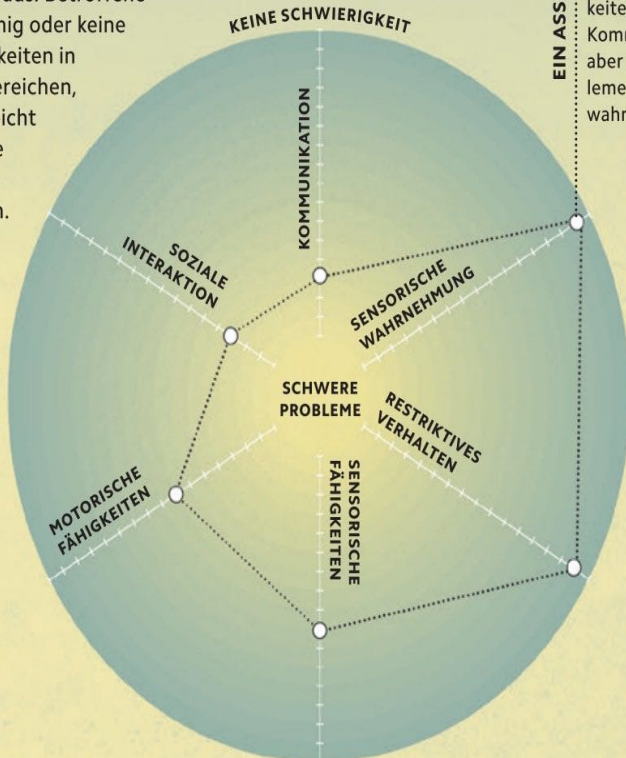 nig oder keine
keiten in
ereichen,
icht
KEINE SCHWIERIGKEIT
EIN ASS
keite
Komm
aber
leme
wahr
KOMMUNIKATION
SOZIALE
INTERAKTION
SENSORISCHE
WAHRNEHMUNG
SCHWERE
PROBLEME
RESTRIKTIVES
VERHALTEN
MOTORISCHE
FÄHIGKEITEN
SENSORISCHE
FÄHIGKEITEN